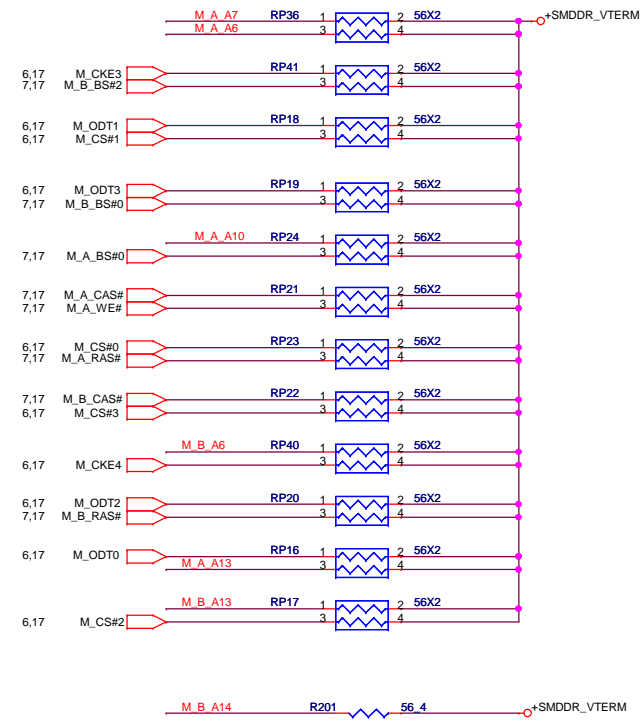 M_A_A7 RP36 1 2 56X2 +SMDDR_VTERM
M_A_A6 3 4
6,17 M_CKE3 RP41 1 2 56X2
7,17 M_B_BS#2 3 4
6,17 M_ODT1 RP18 1 2 56X2
6,17 M_CS#1 3 4
6,17 M_ODT3 RP19 1 2 56X2
7,17 M_B_BS#0 3 4
M_A_A10 RP24 1 2 56X2
7,17 M_A_BS#0 3 4
7,17 M_A_CAS# RP21 1 2 56X2
7,17 M_A_WE# 3 4
6,17 M_CS#0 RP23 1 2 56X2
7,17 M_A_RAS# 3 4
7,17 M_B_CAS# RP22 1 2 56X2
6,17 M_CS#3 3 4
M_B_A6 RP40 1 2 56X2
6,17 M_CKE4 3 4
6,17 M_ODT2 RP20 1 2 56X2
7,17 M_B_RAS# 3 4
6,17 M_ODT0 RP16 1 2 56X2
M_A_A13 3 4
M_B_A13 RP17 1 2 56X2
6,17 M_CS#2 3 4
M_B_A14 R201 56_4 +SMDDR_VTERM